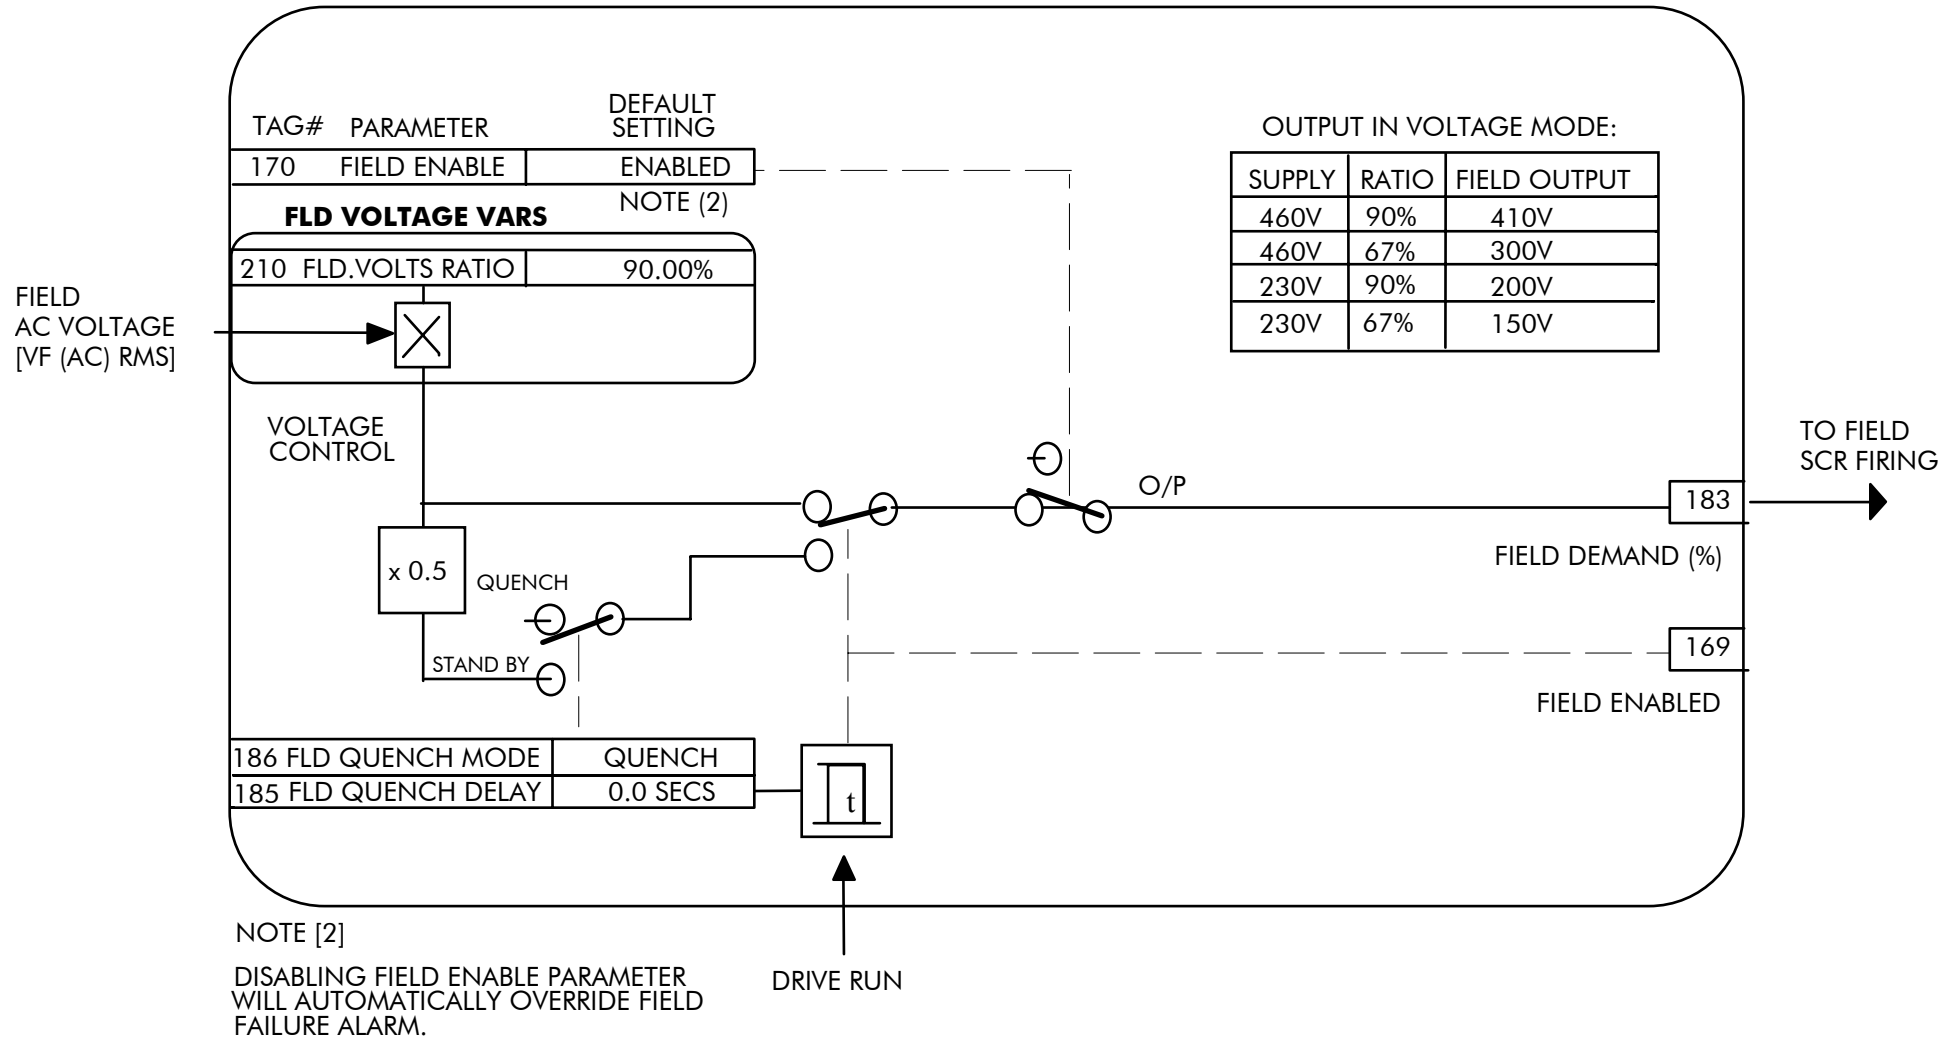 DEFAULT
TAG# PARAMETER SETTING
170 FIELD ENABLE ENABLED
NOTE (2)
FLD VOLTAGE VARS
210 FLD.VOLTS RATIO 90.00%
FIELD
AC VOLTAGE
[VF (AC) RMS]
VOLTAGE
CONTROL
OUTPUT IN VOLTAGE MODE:
SUPPLY RATIO FIELD OUTPUT
460V 90% 410V
460V 67% 300V
230V 90% 200V
230V 67% 150V
O/P
TO FIELD
SCR FIRING
183
FIELD DEMAND (%)
x 0.5
QUENCH
STAND BY
169
FIELD ENABLED
186 FLD QUENCH MODE QUENCH
185 FLD QUENCH DELAY 0.0 SECS
t
DRIVE RUN
NOTE [2]
DISABLING FIELD ENABLE PARAMETER
WILL AUTOMATICALLY OVERRIDE FIELD
FAILURE ALARM.